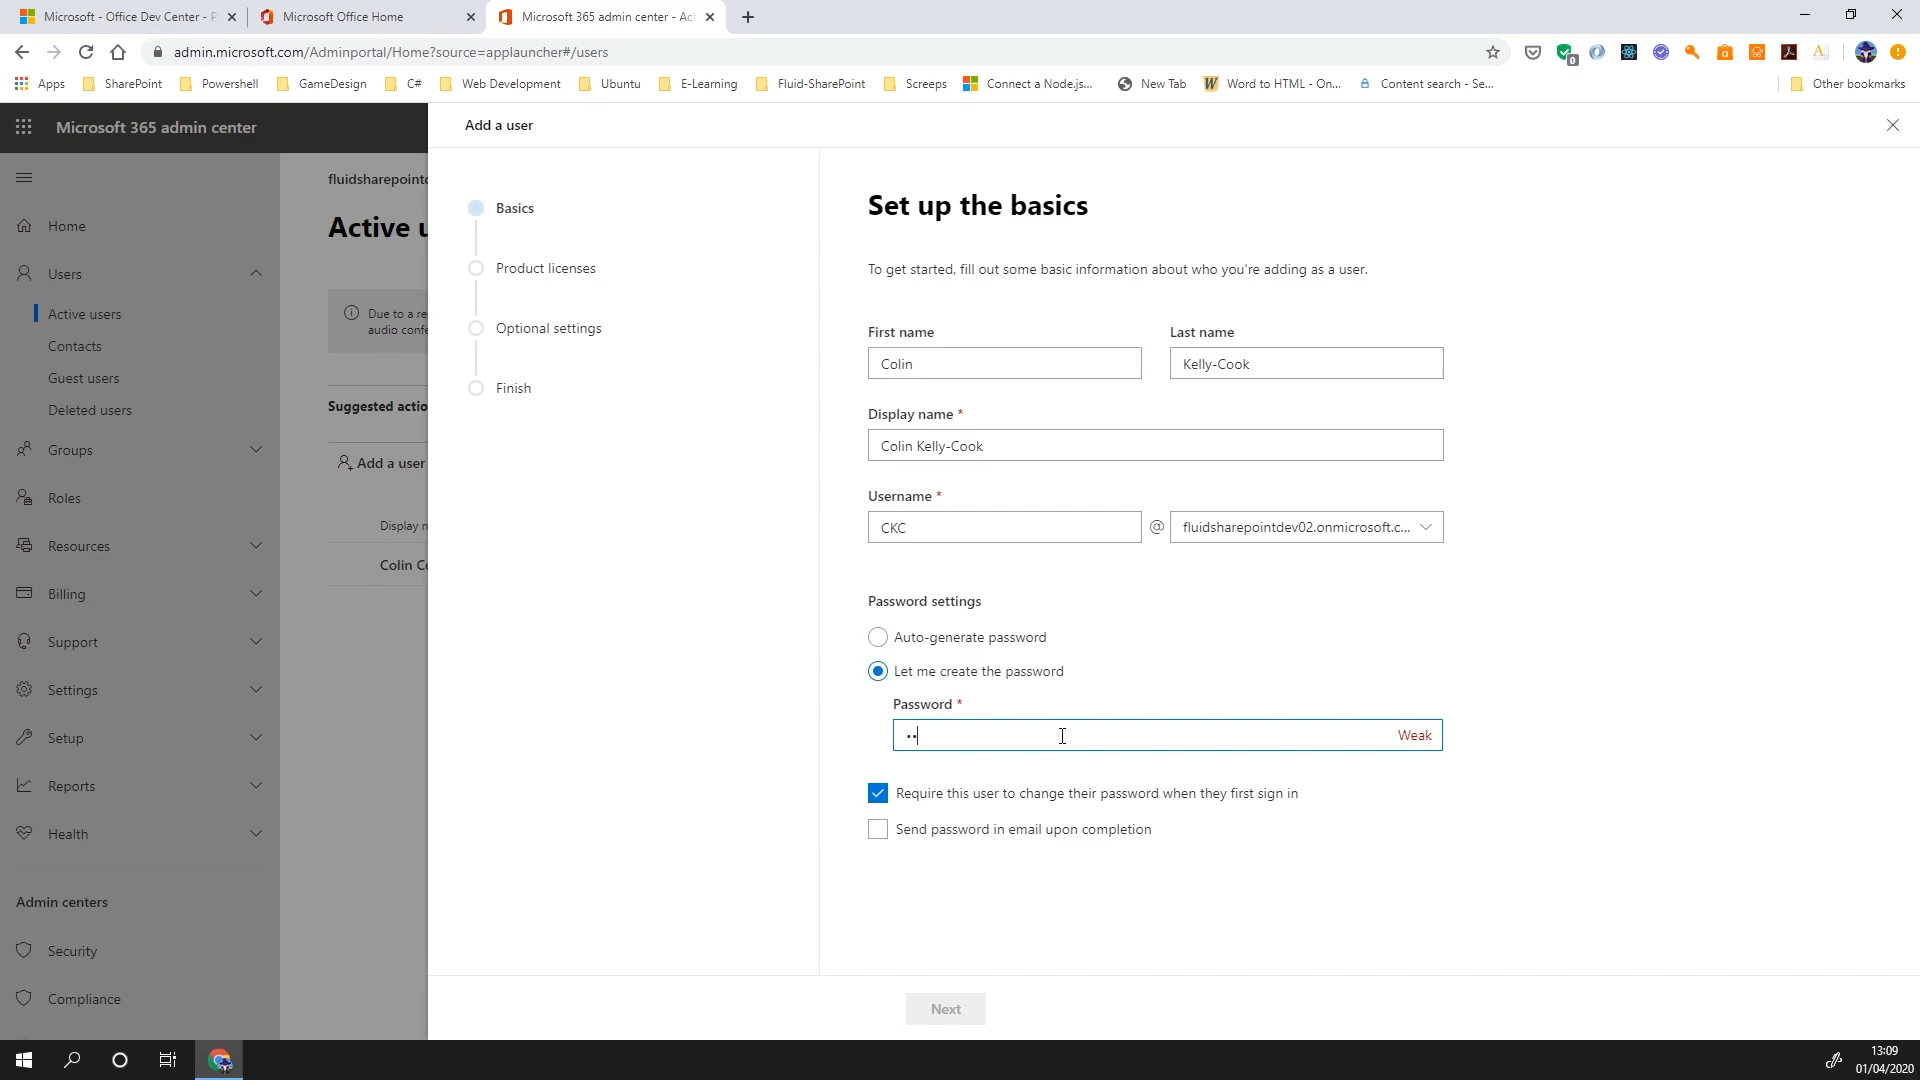 Microsoft - Office Dev Center - P
Microsoft Office Home
Microsoft 365 admin center - Act
admin.microsoft.com/Adminportal/Home?source=applauncher#/users
0
Apps
SharePoint
Powershell
GameDesign
C#
Web Development
Ubuntu
E-Learning
Fluid-SharePoint
Screeps
Connect a Node.js...
New Tab
Word to HTML - On...
Content search - Se...
Other bookmarks
Microsoft 365 admin center
Home
Users
Active users
Contacts
Guest users
Deleted users
Groups
Roles
Resources
Billing
Support
Settings
Setup
Reports
Health
Admin centers
Security
Compliance
fluidsharepointd
Active u
Due to a re
audio confe
Suggested actio
Add a user
Display n
Colin Co
Add a user
Basics
Product licenses
Optional settings
Finish
Set up the basics
To get started, fill out some basic information about who you're adding as a user.
First name
Last name
Colin
Kelly-Cook
Display name *
Colin Kelly-Cook
Username *
CKC
@
fluidsharepointdev02.onmicrosoft.c...
Password settings
Auto-generate password
Let me create the password
Password *
••
Weak
Require this user to change their password when they first sign in
Send password in email upon completion
Next
13:09
01/04/2020